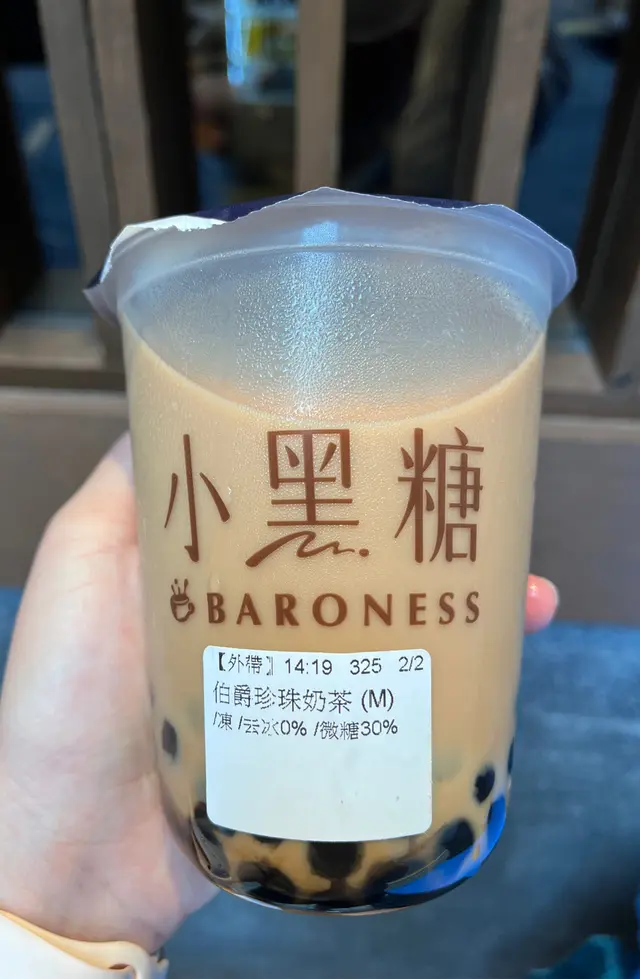 小黑糖
BARONESS
【外帶】 14:19 325 2/2
伯爵珍珠奶茶 (M)
/凍 /去冰0% /微糖30%